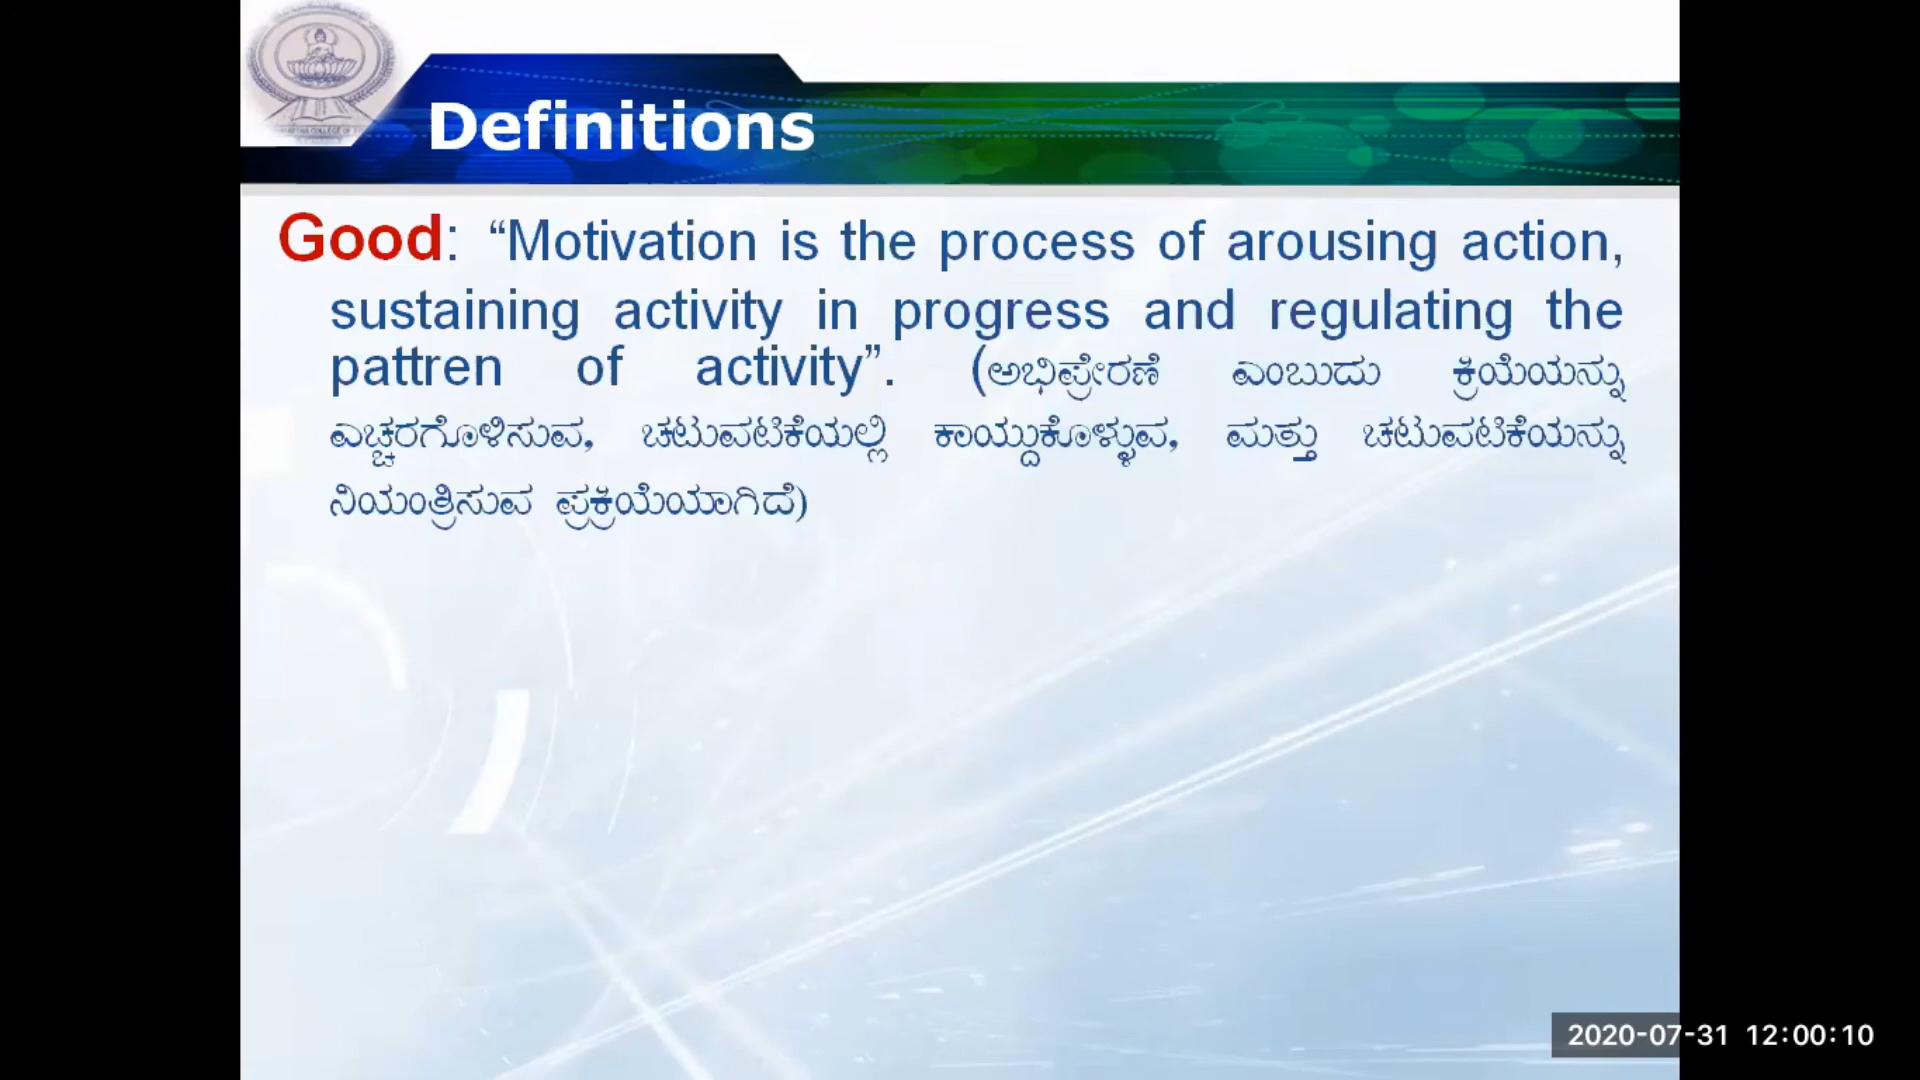 Definitions
Good: “Motivation is the process of arousing action,
sustaining activity in progress and regulating the
pattren of activity”. (ಅಭಿಪ್ರೇರಣೆ ಎಂಬುದು ಕ್ರಿಯೆಯನ್ನು
ಎಚ್ಚರಗೊಳಿಸುವ, ಚಟುವಟಿಕೆಯಲ್ಲಿ ಕಾಯ್ದುಕೊಳ್ಳುವ, ಮತ್ತು ಚಟುವಟಿಕೆಯನ್ನು
ನಿಯಂತ್ರಿಸುವ ಪ್ರಕ್ರಿಯೆಯಾಗಿದೆ)
2020-07-31 12:00:10